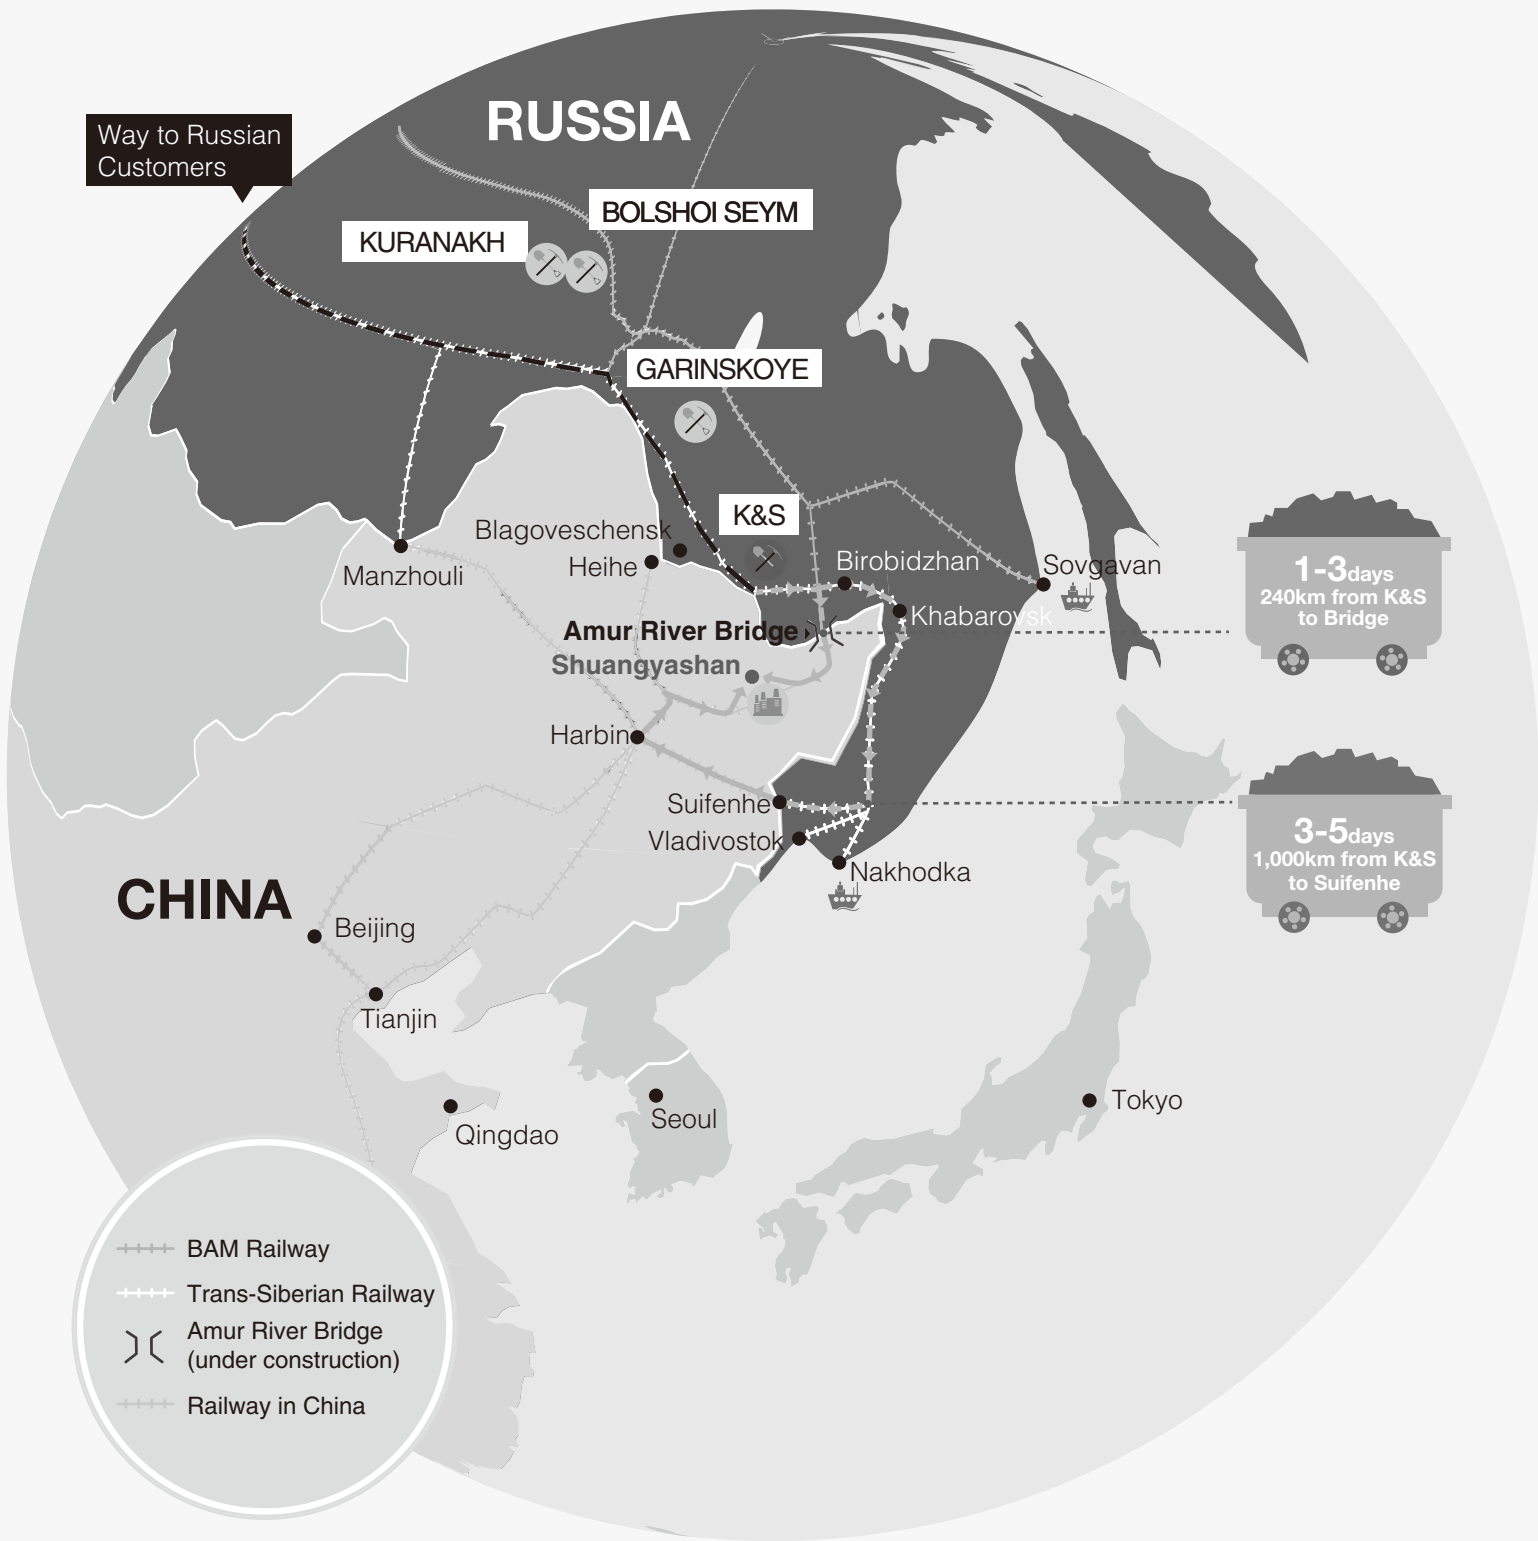 RUSSIA
Way to Russian
Customers
BOLSHOI SEYM
KURANAKH
GARINSKOYE
K&S
Blagoveschensk
Heihe
Manzhouli
Birobidzhan
Sovgavan
Khabarovsk
Amur River Bridge
Shuangyashan
1-3days
240km from K&S
to Bridge
Harbin
Suifenhe
Vladivostok
Nakhodka
3-5days
1,000km from K&S
to Suifenhe
CHINA
Beijing
Tianjin
Qingdao
Seoul
Tokyo
BAM Railway
Trans-Siberian Railway
Amur River Bridge
(under construction)
Railway in China